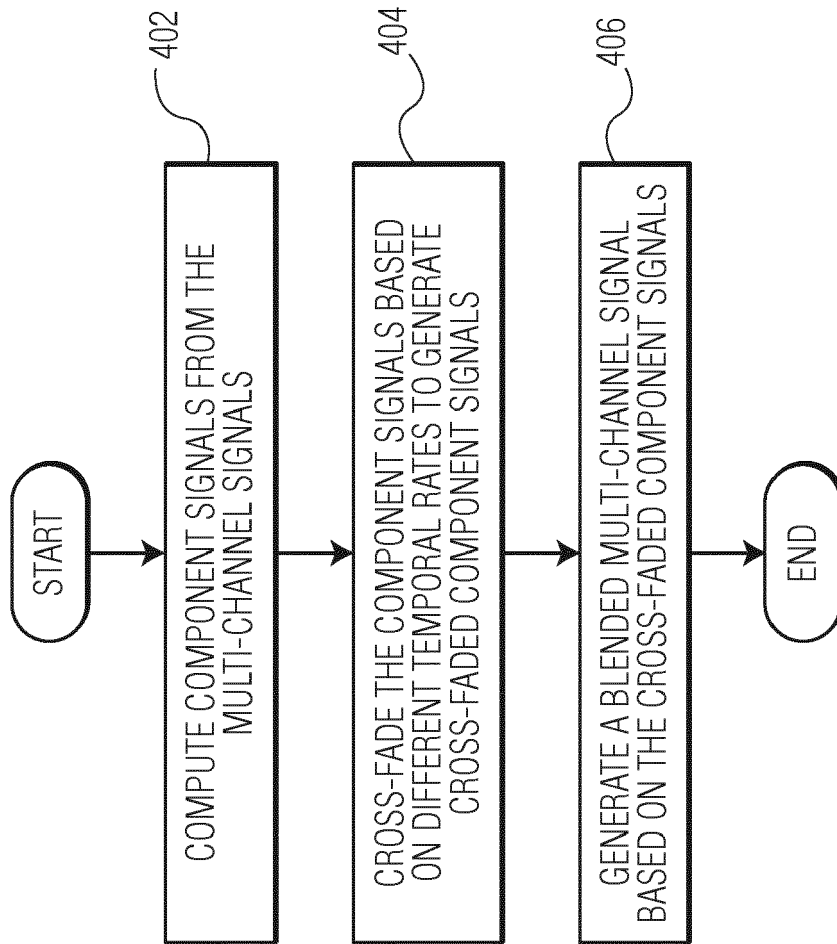 START
COMPUTE COMPONENT SIGNALS FROM THE
MULTI-CHANNEL SIGNALS
402
CROSS-FADE THE COMPONENT SIGNALS BASED
ON DIFFERENT TEMPORAL RATES TO GENERATE
CROSS-FADED COMPONENT SIGNALS
404
GENERATE A BLENDED MULTI-CHANNEL SIGNAL
BASED ON THE CROSS-FADED COMPONENT SIGNALS
406
END